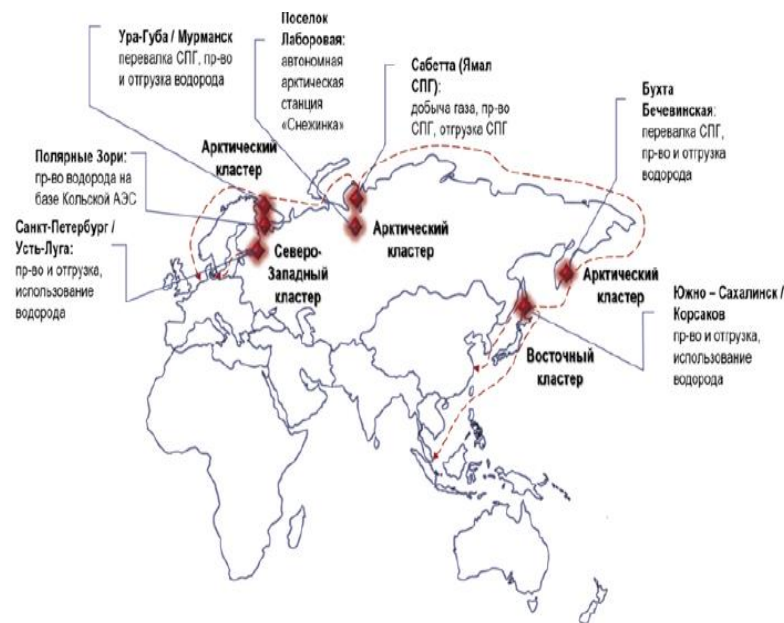 Ура-Губа / Мурманск
перевалка СПГ, пр-во
и отгрузка водорода
Поселок
Лаборовая:
автономная
арктическая
станция
«Снежинка»
Сабетта (Ямал
СПГ):
добыча газа, пр-во
СПГ, отгрузка СПГ
Бухта
Бечевинская:
перевалка СПГ,
пр-во и отгрузка
водорода
Арктический
кластер
Полярные Зори:
пр-во водорода на
базе Кольской АЭС
Санкт-Петербург /
Усть-Луга:
пр-во и отгрузка,
использование
водорода
Северо-
Западный
кластер
Арктический
кластер
Арктический
кластер
Южно – Сахалинск /
Корсаков
пр-во и отгрузка,
использование
водорода
Восточный
кластер